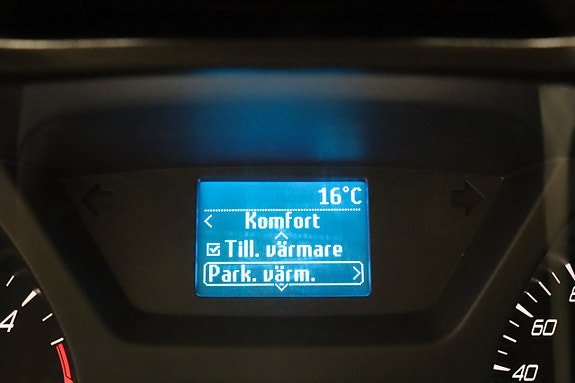 16°C
Komfort
Till. värmare
Park. värm.
4
60
40